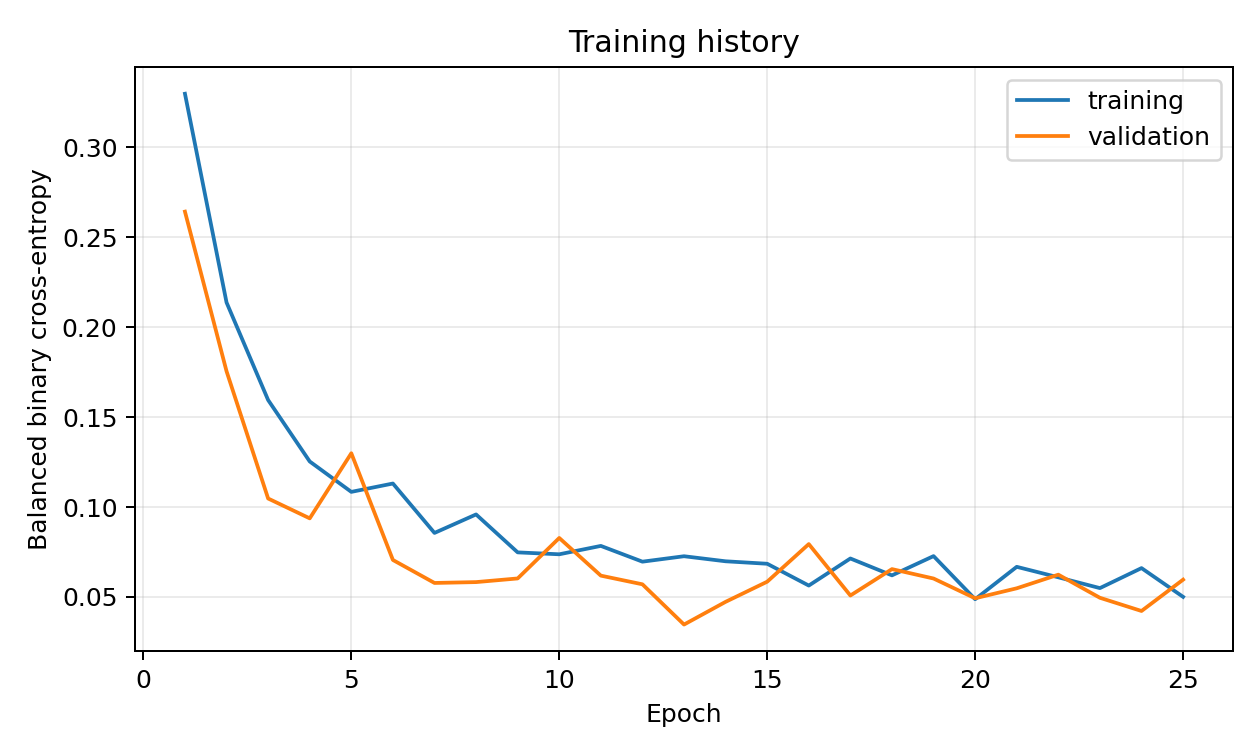 Training history
training
validation
Balanced binary cross-entropy
0.30
0.25
0.20
0.15
0.10
0.05
0 5 10 15 20 25
Epoch